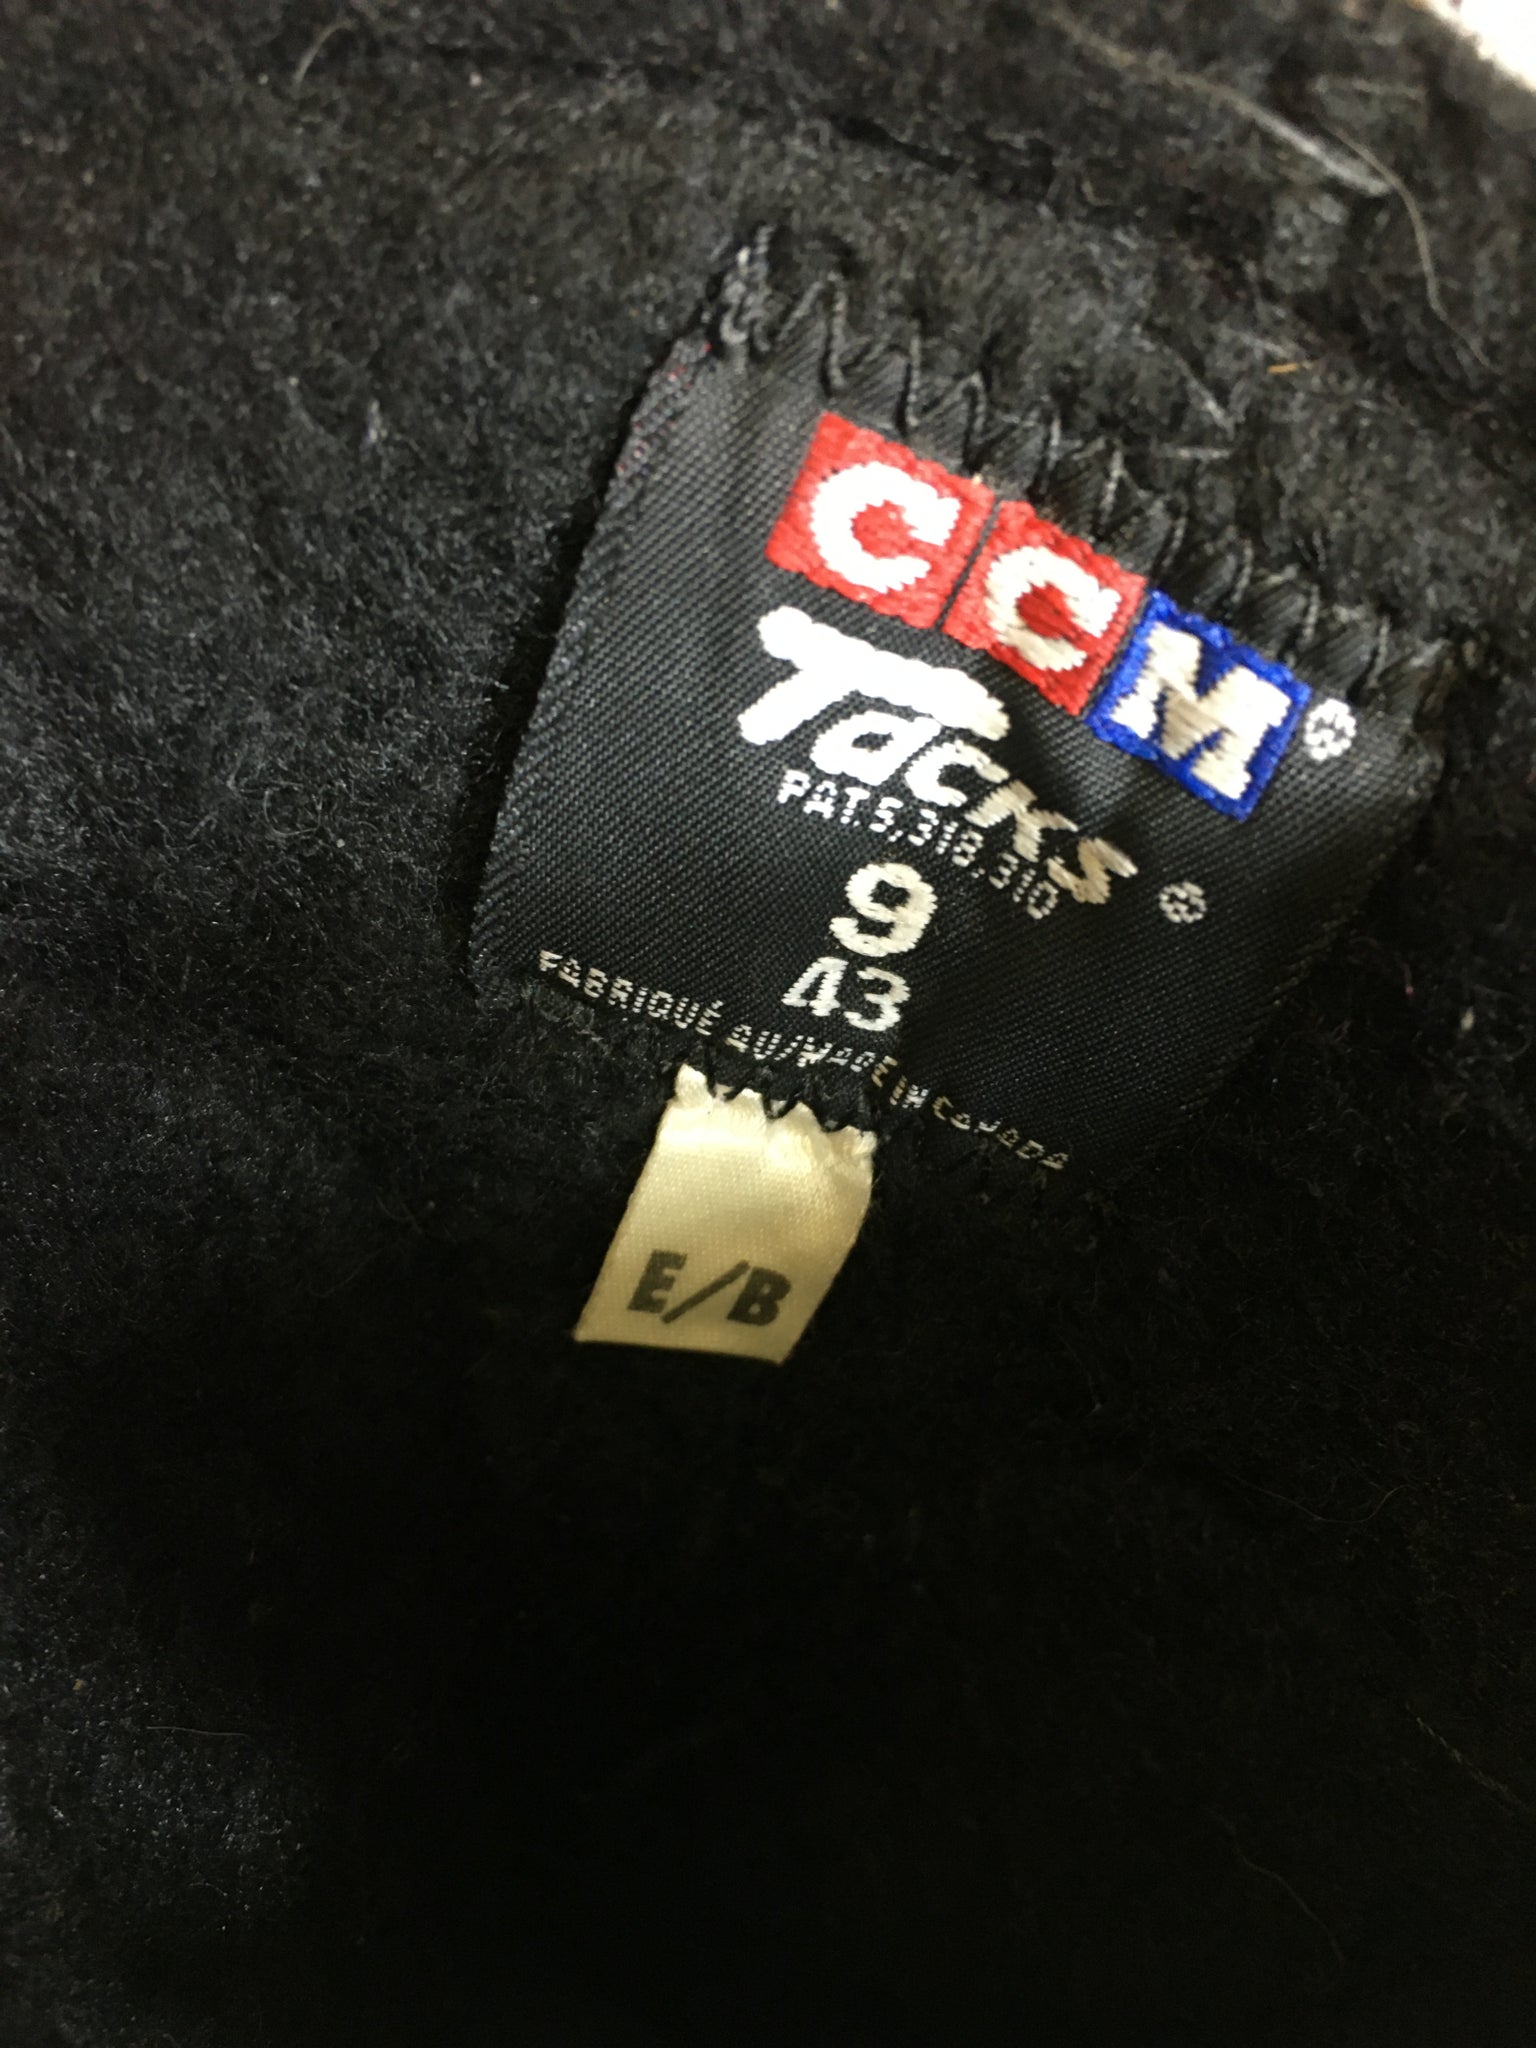 CCM®
Tacks®
PAT.5,318,310
9
43
FABRIQUÉ AU/MADE IN CANADA
E/B